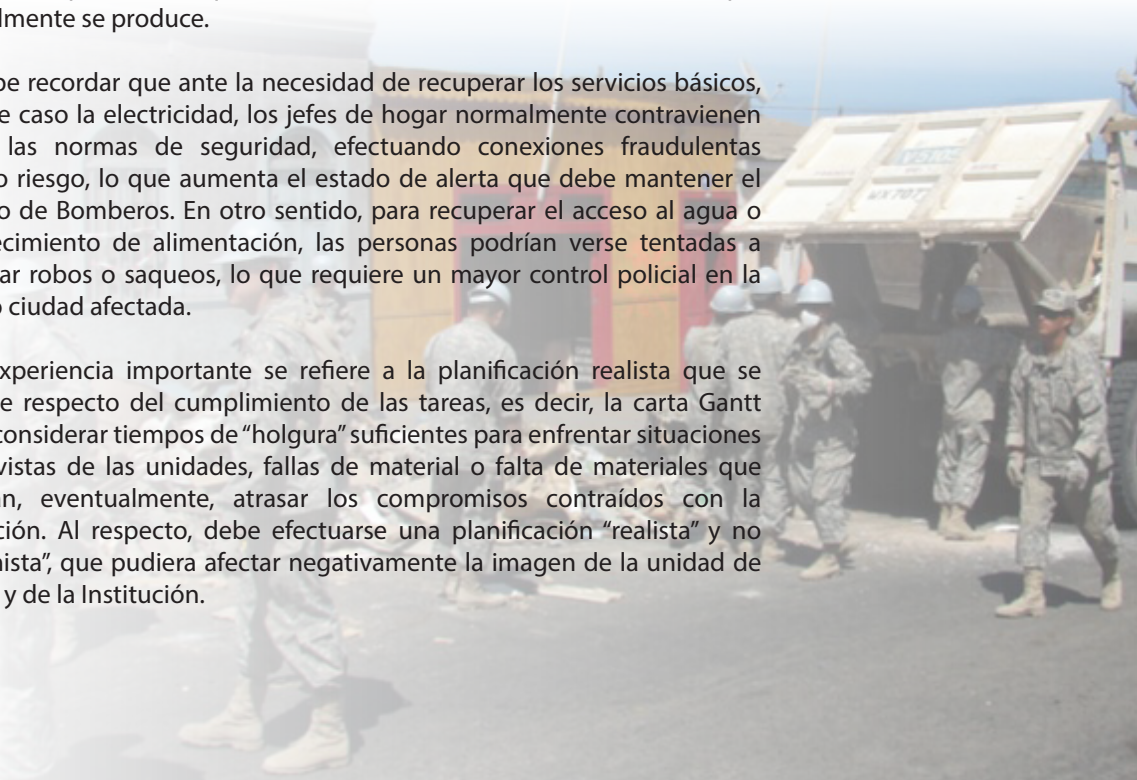 lmente se produce.
be recordar que ante la necesidad de recuperar los servicios básicos,
e caso la electricidad, los jefes de hogar normalmente contravienen
las normas de seguridad, efectuando conexiones fraudulentas
o riesgo, lo que aumenta el estado de alerta que debe mantener el
o de Bomberos. En otro sentido, para recuperar el acceso al agua o
ecimiento de alimentación, las personas podrían verse tentadas a
ar robos o saqueos, lo que requiere un mayor control policial en la
o ciudad afectada.
xperiencia importante se refiere a la planificación realista que se
e respecto del cumplimiento de las tareas, es decir, la carta Gantt
considerar tiempos de “holgura” suficientes para enfrentar situaciones
vistas de las unidades, fallas de material o falta de materiales que
an, eventualmente, atrasar los compromisos contraídos con la
ción. Al respecto, debe efectuarse una planificación “realista” y no
nista”, que pudiera afectar negativamente la imagen de la unidad de
y de la Institución.